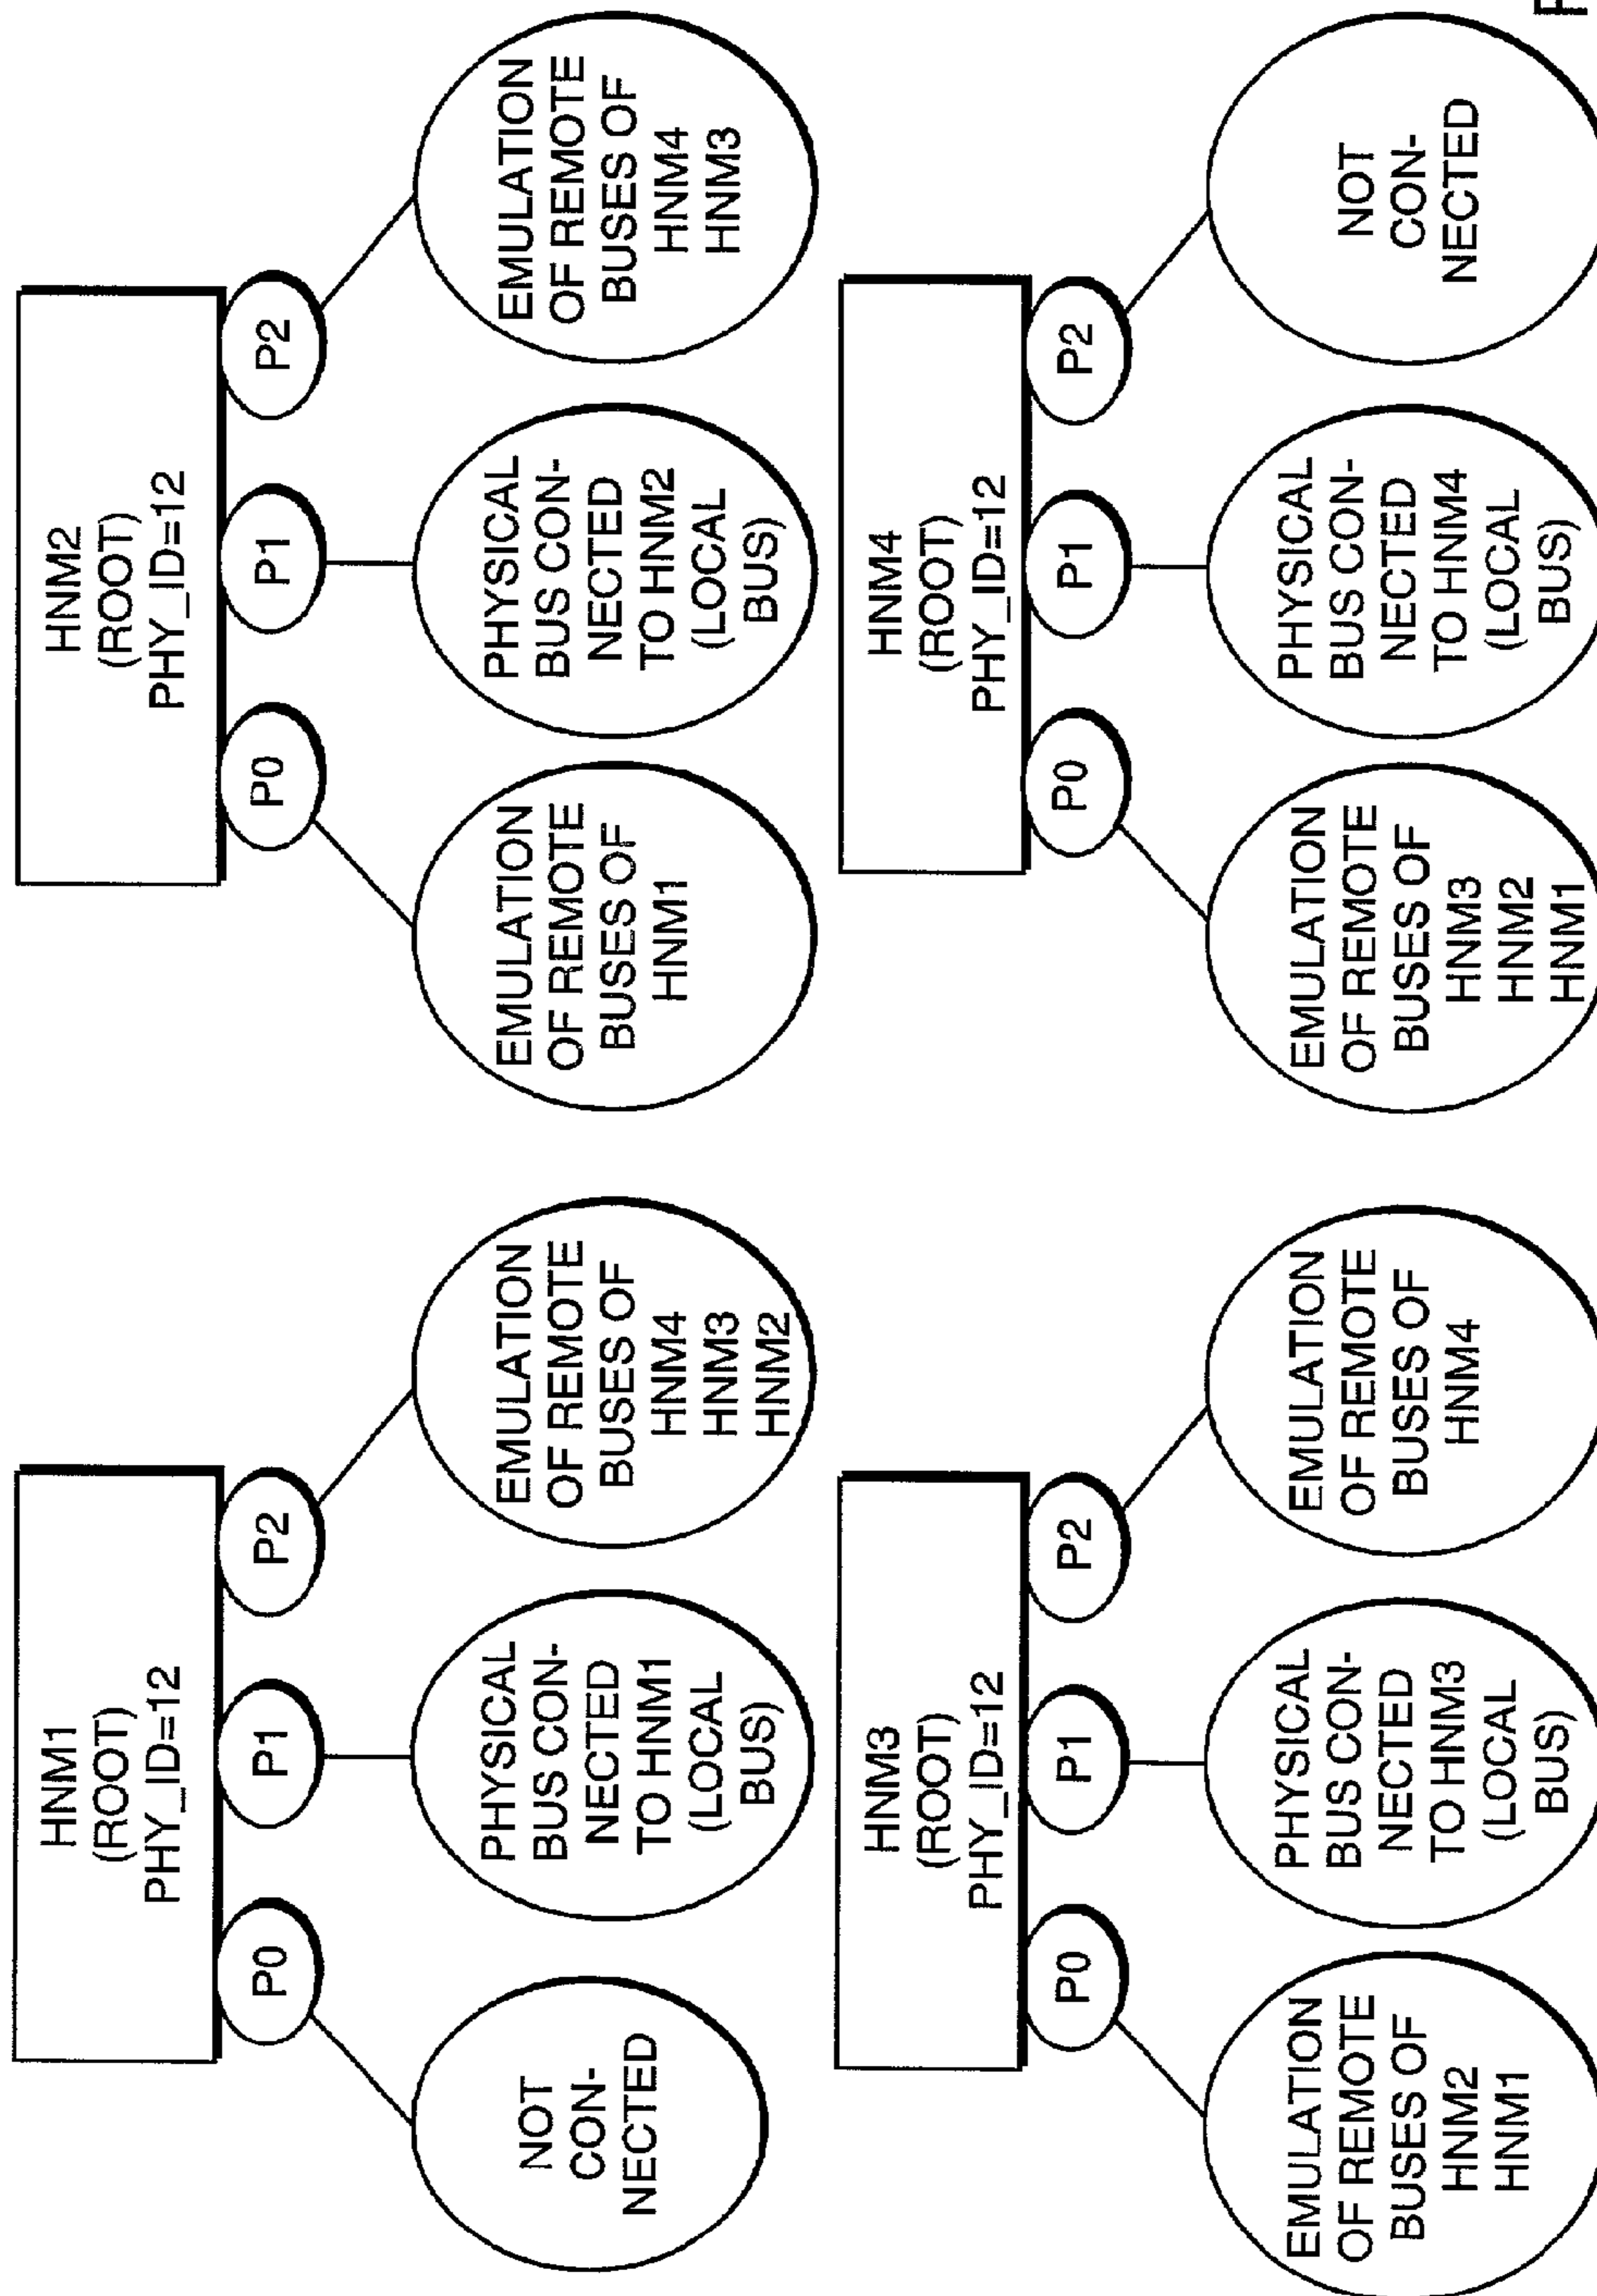 HNM1
(ROOT)
PHY_ID=12
P0
P1
P2
NOT
CON-
NECTED
PHYSICAL
BUS CON-
NECTED
TO HNM1
(LOCAL
BUS)
EMULATION
OF REMOTE
BUSES OF
HNM4
HNM3
HNM2
HNM2
(ROOT)
PHY_ID=12
P0
P1
P2
EMULATION
OF REMOTE
BUSES OF
HNM1
PHYSICAL
BUS CON-
NECTED
TO HNM2
(LOCAL
BUS)
EMULATION
OF REMOTE
BUSES OF
HNM4
HNM3
HNM3
(ROOT)
PHY_ID=12
P0
P1
P2
EMULATION
OF REMOTE
BUSES OF
HNM2
HNM1
PHYSICAL
BUS CON-
NECTED
TO HNM3
(LOCAL
BUS)
EMULATION
OF REMOTE
BUSES OF
HNM4
HNM4
(ROOT)
PHY_ID=12
P0
P1
P2
EMULATION
OF REMOTE
BUSES OF
HNM3
HNM2
HNM1
PHYSICAL
BUS CON-
NECTED
TO HNM4
(LOCAL
BUS)
NOT
CON-
NECTED